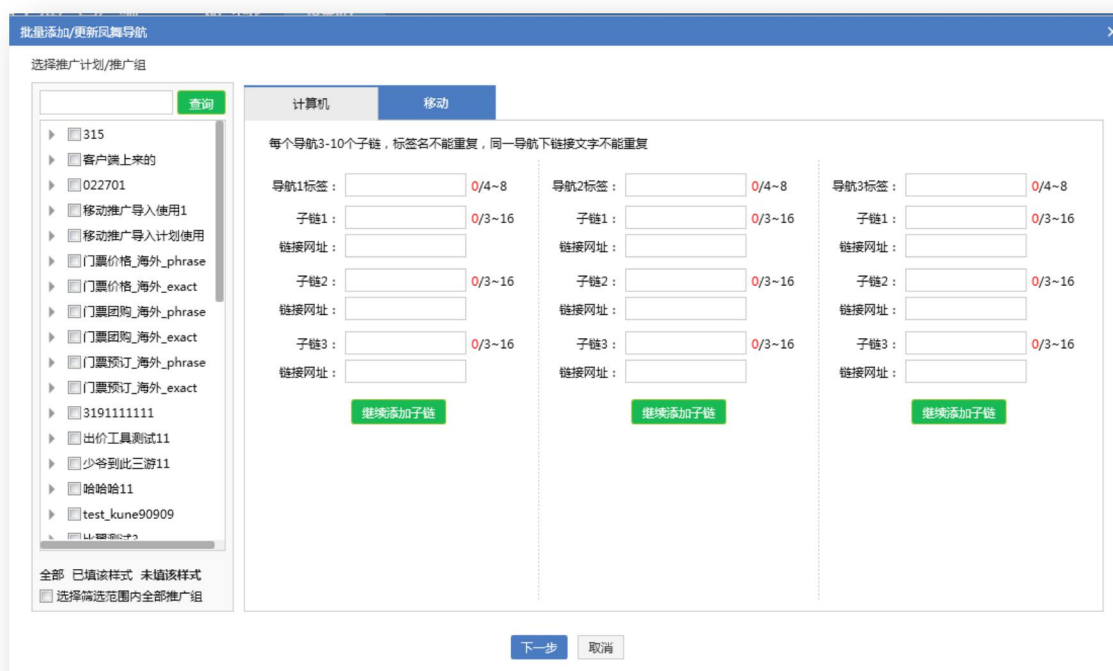 批量添加/更新凤舞导航
选择推广计划/推广组
查询
315
客户端上来的
022701
移动推广导入使用1
移动推广导入计划使用
门票价格_海外_phrase
门票价格_海外_exact
门票团购_海外_phrase
门票团购_海外_exact
门票预订_海外_phrase
门票预订_海外_exact
3191111111
出价工具测试11
少爷到此三游11
哈哈哈11
test_kune90909
全部 已填该样式 未填该样式
选择筛选范围内全部推广组
计算机 移动
每个导航3-10个子链，标签名不能重复，同一导航下链接文字不能重复
导航1标签： 0/4~8 导航2标签： 0/4~8 导航3标签： 0/4~8
子链1： 0/3~16 子链1： 0/3~16 子链1： 0/3~16
链接网址： 链接网址： 链接网址：
子链2： 0/3~16 子链2： 0/3~16 子链2： 0/3~16
链接网址： 链接网址： 链接网址：
子链3： 0/3~16 子链3： 0/3~16 子链3： 0/3~16
链接网址： 链接网址： 链接网址：
继续添加子链 继续添加子链 继续添加子链
下一步 取消